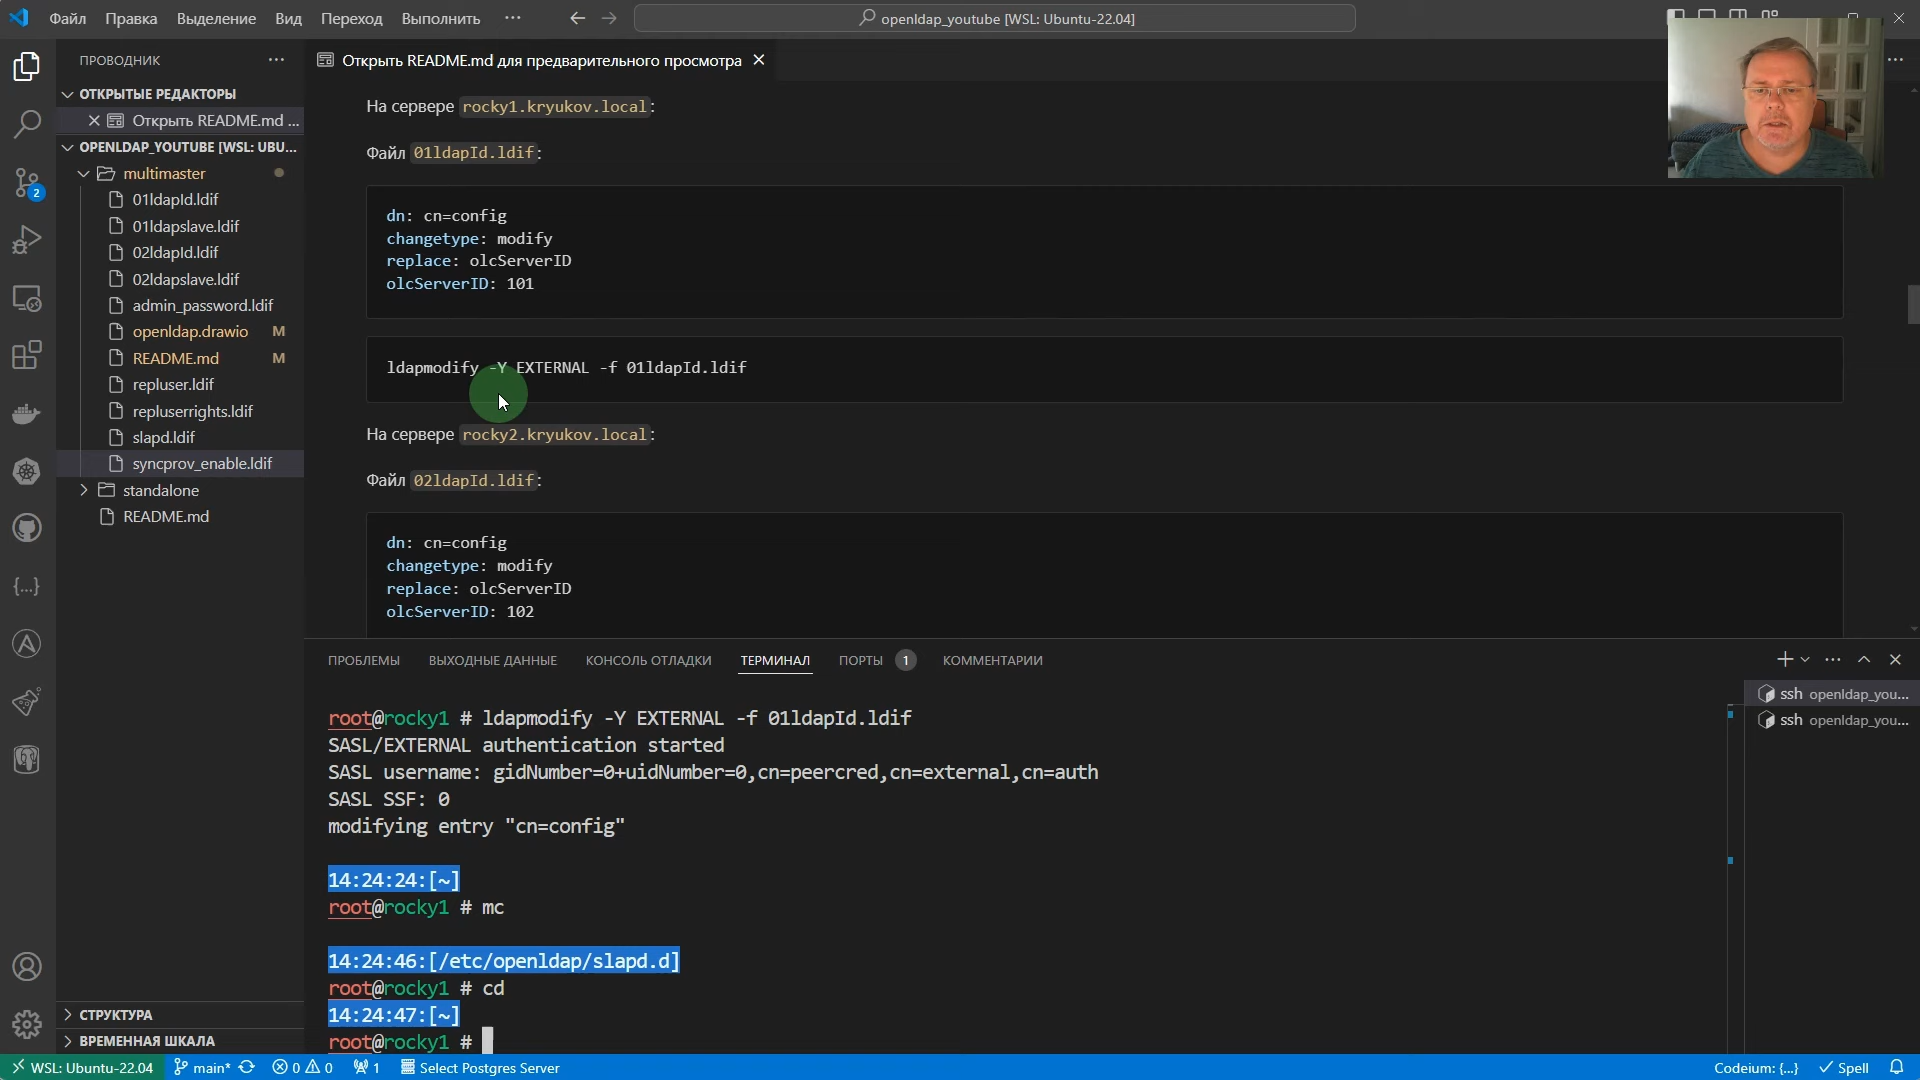 Файл Правка Выделение Вид Переход Выполнить ···
openldap_youtube [WSL: Ubuntu-22.04]
ПРОВОДНИК ···
ОТКРЫТЫЕ РЕДАКТОРЫ
Открыть README.md ...
OPENLDAP_YOUTUBE [WSL: UBU...
multimaster
01ldapId.ldif
01ldapslave.ldif
02ldapId.ldif
02ldapslave.ldif
admin_password.ldif
openldap.drawio M
README.md M
repluser.ldif
repluserrights.ldif
slapd.ldif
syncprov_enable.ldif
standalone
README.md
СТРУКТУРА
ВРЕМЕННАЯ ШКАЛА
2
Открыть README.md для предварительного просмотра
На сервере rocky1.kryukov.local:
Файл 01ldapId.ldif:
dn: cn=config
changetype: modify
replace: olcServerID
olcServerID: 101
ldapmodify -Y EXTERNAL -f 01ldapId.ldif
На сервере rocky2.kryukov.local:
Файл 02ldapId.ldif:
dn: cn=config
changetype: modify
replace: olcServerID
olcServerID: 102
ПРОБЛЕМЫ ВЫХОДНЫЕ ДАННЫЕ КОНСОЛЬ ОТЛАДКИ ТЕРМИНАЛ ПОРТЫ 1 КОММЕНТАРИИ
root@rocky1 # ldapmodify -Y EXTERNAL -f 01ldapId.ldif
SASL/EXTERNAL authentication started
SASL username: gidNumber=0+uidNumber=0,cn=peercred,cn=external,cn=auth
SASL SSF: 0
modifying entry "cn=config"
14:24:24:[~]
root@rocky1 # mc
14:24:46:[/etc/openldap/slapd.d]
root@rocky1 # cd
14:24:47:[~]
root@rocky1 #
ssh openldap_you...
ssh openldap_you...
WSL: Ubuntu-22.04 main* 0 0 1 Select Postgres Server Codeium: {...} Spell